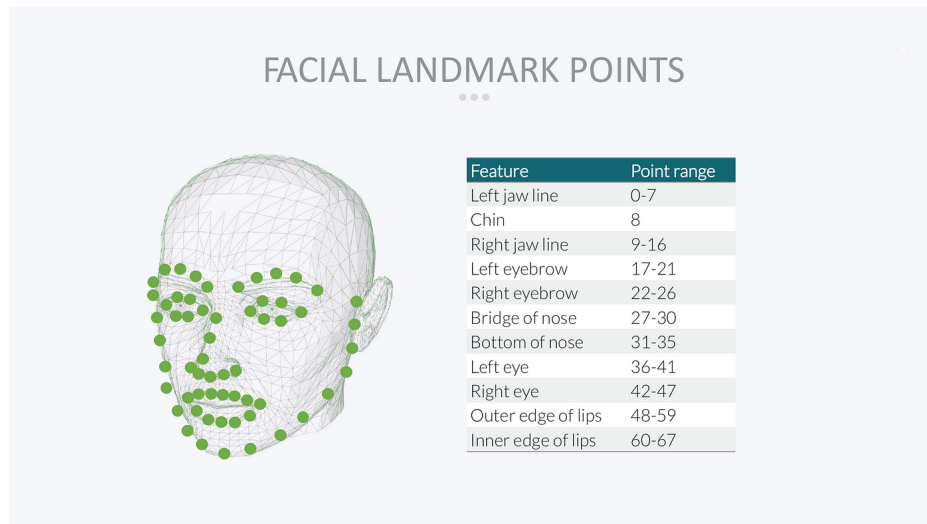 FACIAL LANDMARK POINTS
Feature Point range
Left jaw line 0-7
Chin 8
Right jaw line 9-16
Left eyebrow 17-21
Right eyebrow 22-26
Bridge of nose 27-30
Bottom of nose 31-35
Left eye 36-41
Right eye 42-47
Outer edge of lips 48-59
Inner edge of lips 60-67